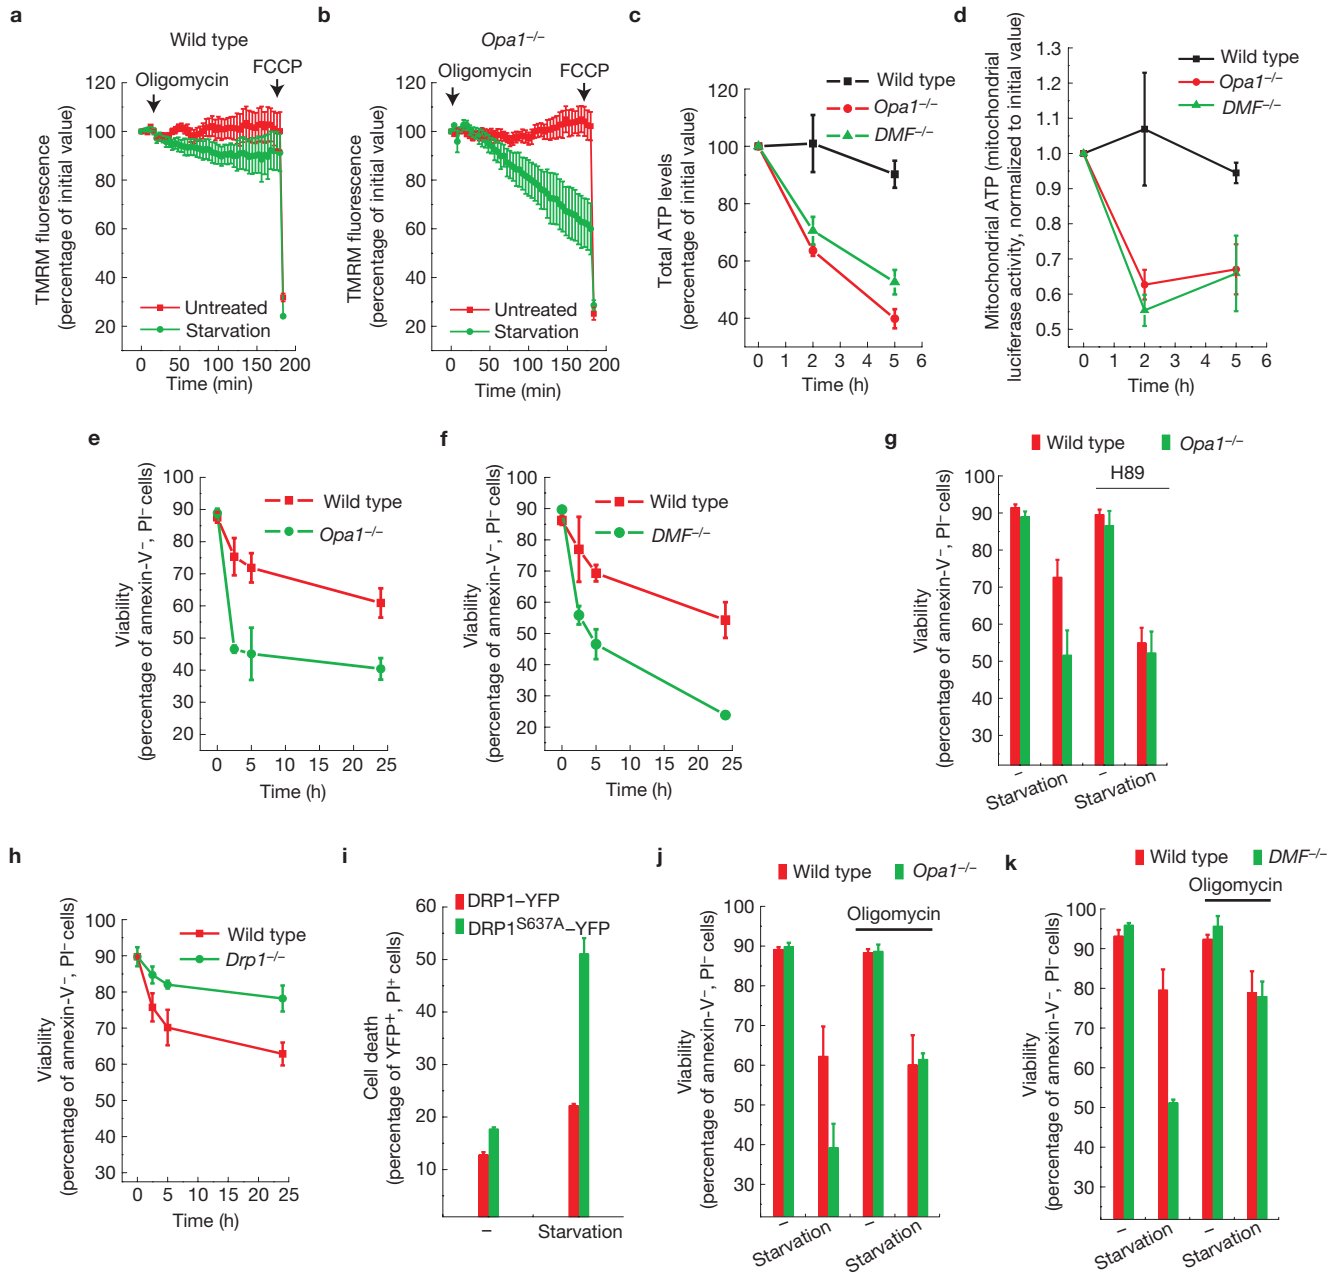 a
Wild type
Oligomycin
FCCP
TMRM fluorescence
(percentage of initial value)
120
100
80
60
40
20
Untreated
Starvation
0 50 100 150 200
Time (min)
b
Opa1–/–
Oligomycin
FCCP
TMRM fluorescence
(percentage of initial value)
120
100
80
60
40
20
Untreated
Starvation
0 50 100 150 200
Time (min)
c
Wild type
Opa1–/–
DMF–/–
Total ATP levels
(percentage of initial value)
120
100
80
60
40
0 1 2 3 4 5 6
Time (h)
d
Wild type
Opa1–/–
DMF–/–
Mitochondrial ATP (mitochondrial
luciferase activity, normalized to initial value)
1.3
1.2
1.1
1.0
0.9
0.8
0.7
0.6
0.5
0 1 2 3 4 5 6
Time (h)
e
Wild type
Opa1–/–
Viability
(percentage of annexin-V–, PI– cells)
100
90
80
70
60
50
40
30
20
0 5 10 15 20 25
Time (h)
f
Wild type
DMF–/–
Viability
(percentage of annexin-V–, PI– cells)
100
90
80
70
60
50
40
30
20
0 5 10 15 20 25
Time (h)
g
Wild type Opa1–/–
H89
Viability
(percentage of annexin-V–, PI– cells)
100
90
80
70
60
50
40
30
– Starvation – Starvation
h
Wild type
Drp1–/–
Viability
(percentage of annexin-V–, PI– cells)
100
90
80
70
60
50
40
30
0 5 10 15 20 25
Time (h)
i
DRP1–YFP
DRP1S637A–YFP
Cell death
(percentage of YFP+, PI+ cells)
60
50
40
30
20
10
– Starvation
j
Wild type Opa1–/–
Oligomycin
Viability
(percentage of annexin-V–, PI– cells)
100
90
80
70
60
50
40
30
– Starvation – Starvation
k
Wild type DMF–/–
Oligomycin
Viability
(percentage of annexin-V–, PI– cells)
100
90
80
70
60
50
40
30
– Starvation – Starvation